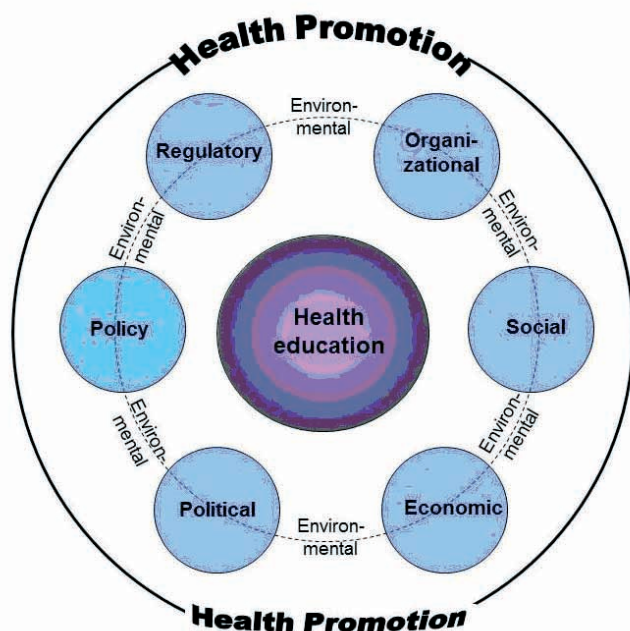 Health Promotion
Environ-
mental
Regulatory
Organi-
zational
Environ-
mental
Environ-
mental
Policy
Health
education
Social
Environ-
mental
Environ-
mental
Political
Economic
Environ-
mental
Health Promotion